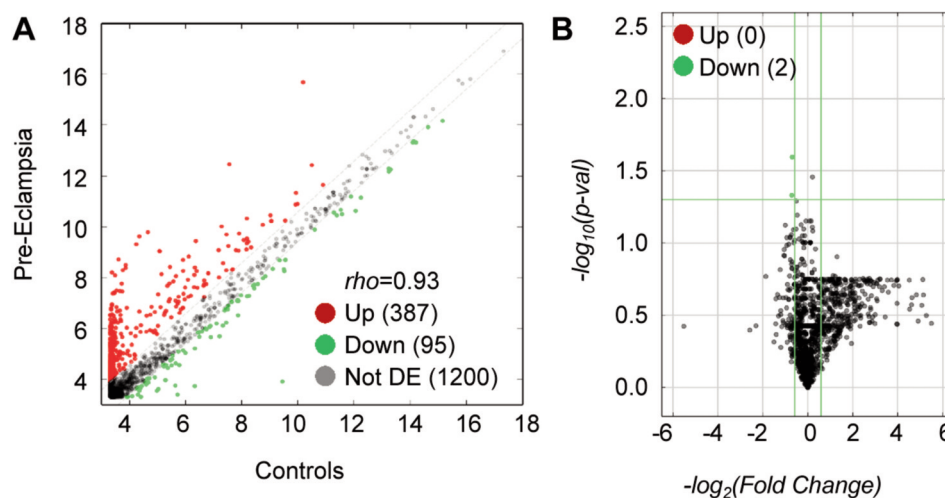 A
18
16
14
12
10
8
6
4
Pre-Eclampsia
rho=0.93
Up (387)
Down (95)
Not DE (1200)
4 6 8 10 12 14 16 18
Controls
B
2.5
2.0
1.5
1.0
0.5
0.0
-log10(p-val)
Up (0)
Down (2)
-6 -4 -2 0 2 4 6
-log2(Fold Change)